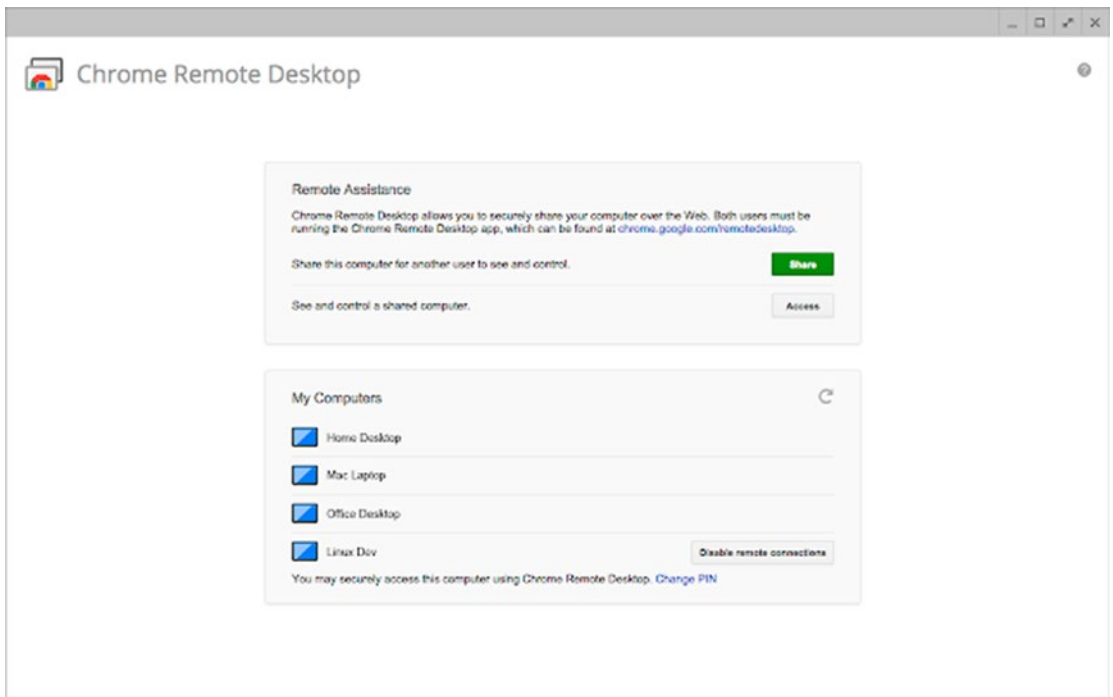 Chrome Remote Desktop
Remote Assistance
Chrome Remote Desktop allows you to securely share your computer over the Web. Both users must be
running the Chrome Remote Desktop app, which can be found at chrome.google.com/remotedesktop.
Share this computer for another user to see and control.
Share
See and control a shared computer.
Access
My Computers
Home Desktop
Mac Laptop
Office Desktop
Linux Dev
Disable remote connections
You may securely access this computer using Chrome Remote Desktop. Change PIN